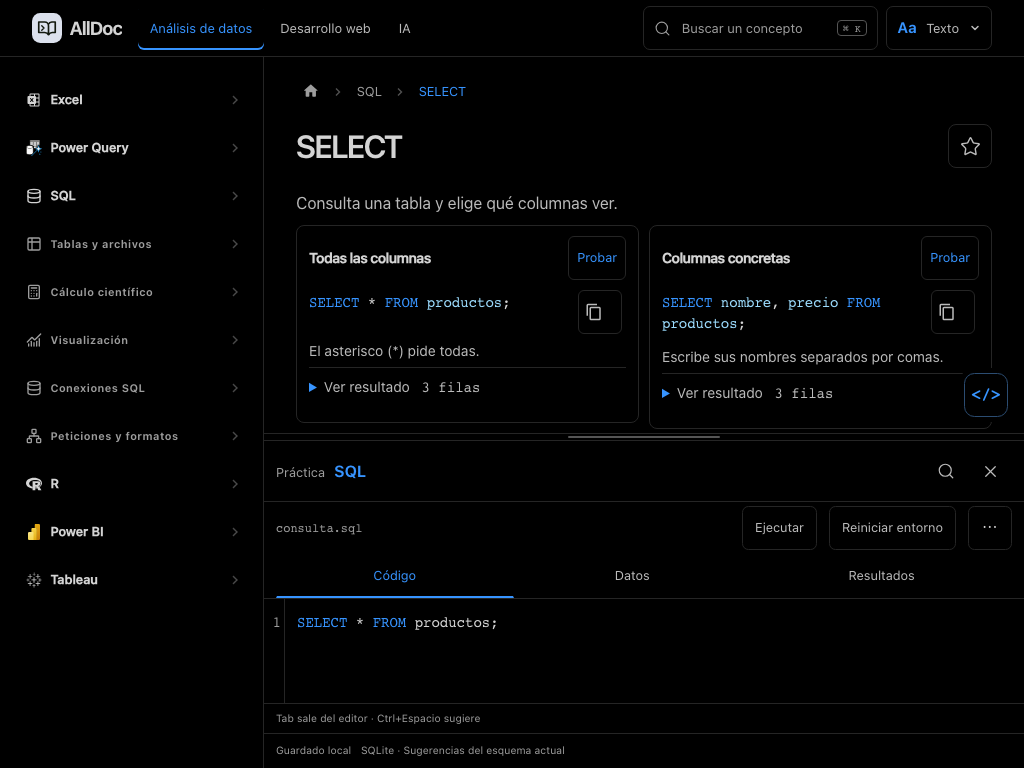 AllDoc
Análisis de datos
Desarrollo web
IA
Buscar un concepto
⌘ K
Aa Texto
Excel
Power Query
SQL
Tablas y archivos
Cálculo científico
Visualización
Conexiones SQL
Peticiones y formatos
R
Power BI
Tableau
SQL
SELECT
SELECT
Consulta una tabla y elige qué columnas ver.
Todas las columnas
Probar
SELECT * FROM productos;
El asterisco (*) pide todas.
Ver resultado 3 filas
Columnas concretas
Probar
SELECT nombre, precio FROM
productos;
Escribe sus nombres separados por comas.
Ver resultado 3 filas
</>
Práctica SQL
consulta.sql
Ejecutar
Reiniciar entorno
···
Código
Datos
Resultados
1 SELECT * FROM productos;
Tab sale del editor · Ctrl+Espacio sugiere
Guardado local SQLite · Sugerencias del esquema actual